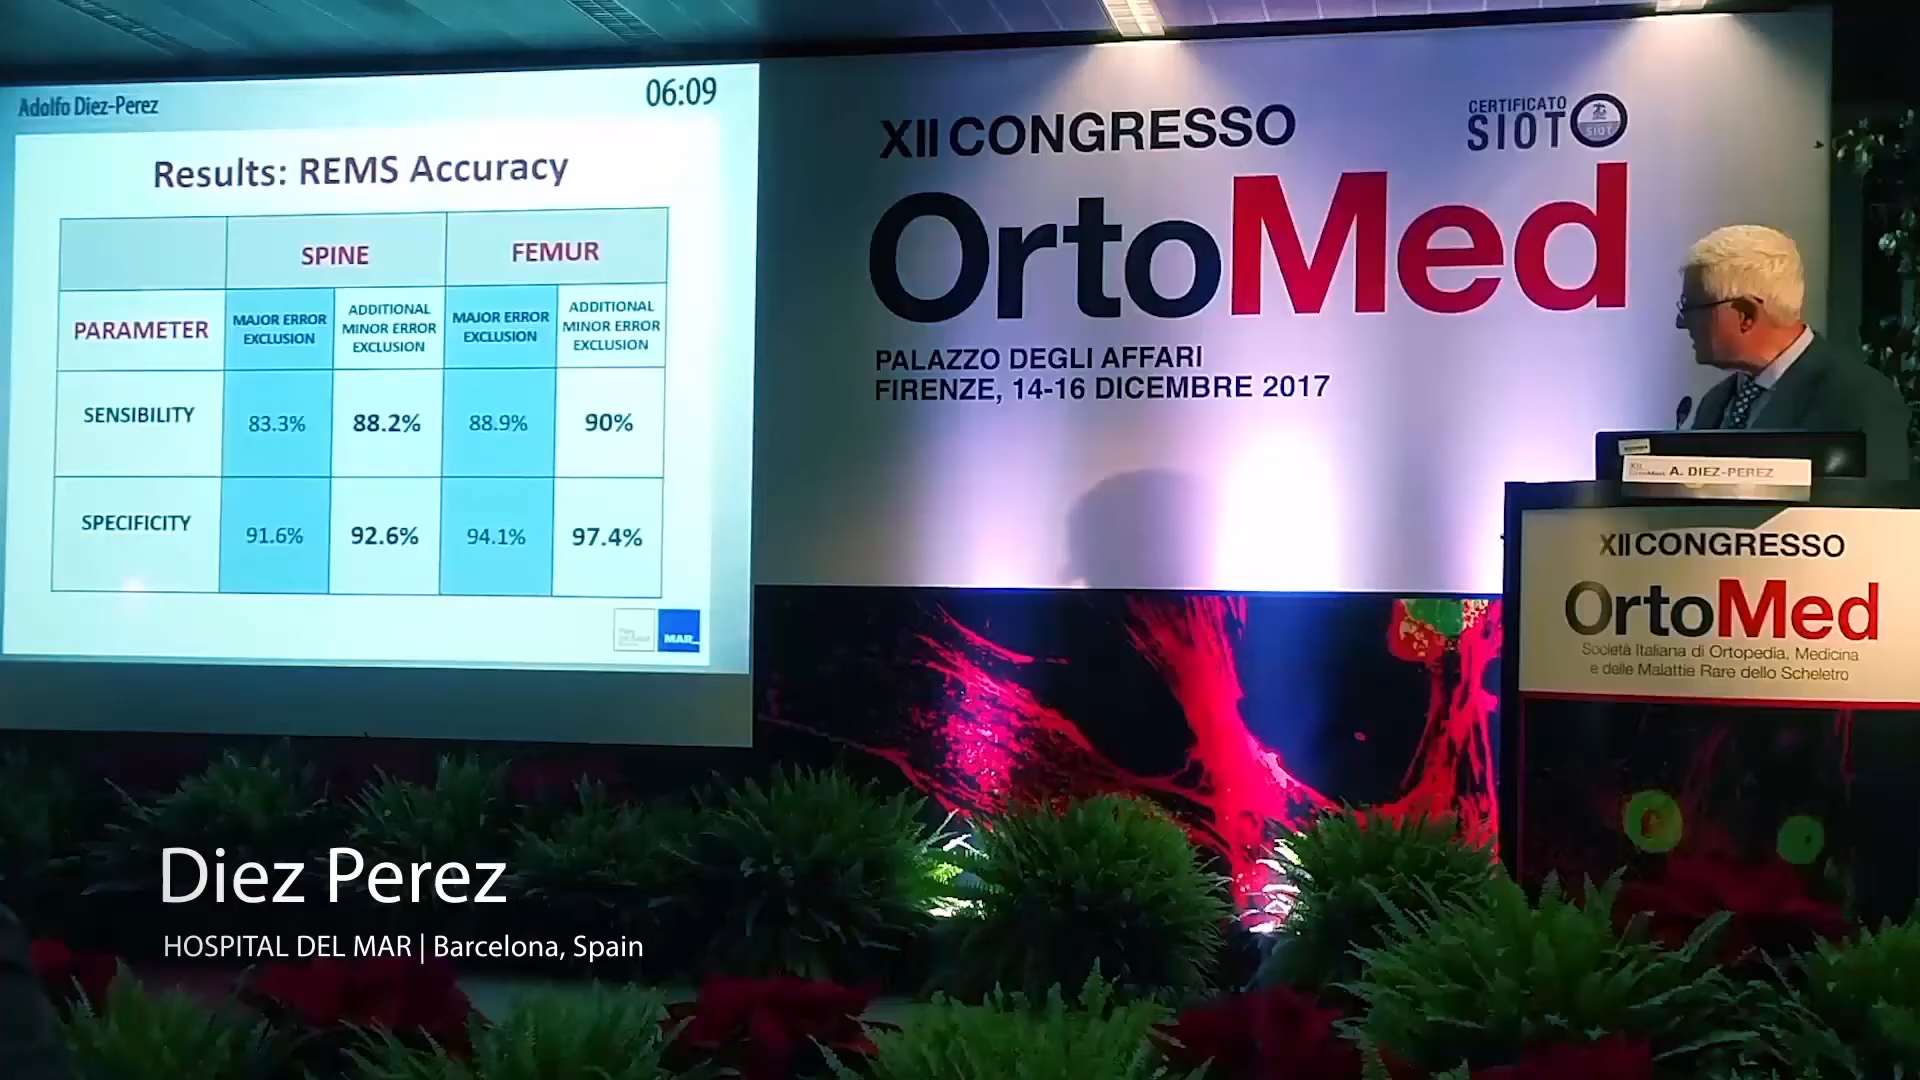 Adolfo Diez-Perez
06:09
Results: REMS Accuracy
SPINE
FEMUR
PARAMETER
MAJOR ERROR
EXCLUSION
ADDITIONAL
MINOR ERROR
EXCLUSION
MAJOR ERROR
EXCLUSION
ADDITIONAL
MINOR ERROR
EXCLUSION
SENSIBILITY
83.3%
88.2%
88.9%
90%
SPECIFICITY
91.6%
92.6%
94.1%
97.4%
MAR
XII CONGRESSO
CERTIFICATO
SIOT
SIOT
OrtoMed
PALAZZO DEGLI AFFARI
FIRENZE, 14-16 DICEMBRE 2017
A. DIEZ-PEREZ
XII CONGRESSO
OrtoMed
Società Italiana di Ortopedia, Medicina
e delle Malattie Rare dello Scheletro
Diez Perez
HOSPITAL DEL MAR | Barcelona, Spain